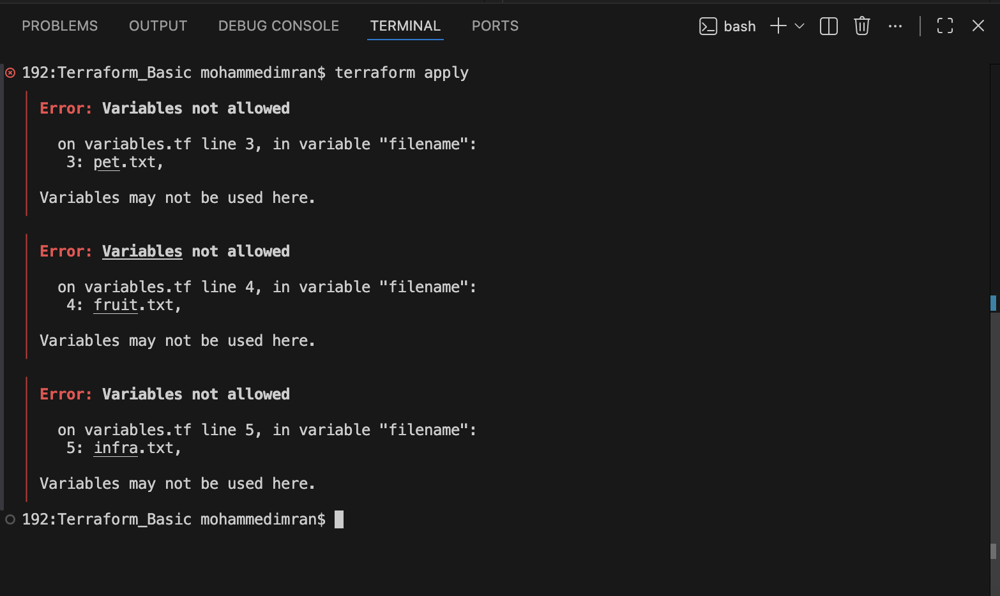 PROBLEMS OUTPUT DEBUG CONSOLE TERMINAL PORTS bash
192:Terraform_Basic mohammedimran$ terraform apply
Error: Variables not allowed
on variables.tf line 3, in variable "filename":
3: pet.txt,
Variables may not be used here.
Error: Variables not allowed
on variables.tf line 4, in variable "filename":
4: fruit.txt,
Variables may not be used here.
Error: Variables not allowed
on variables.tf line 5, in variable "filename":
5: infra.txt,
Variables may not be used here.
192:Terraform_Basic mohammedimran$